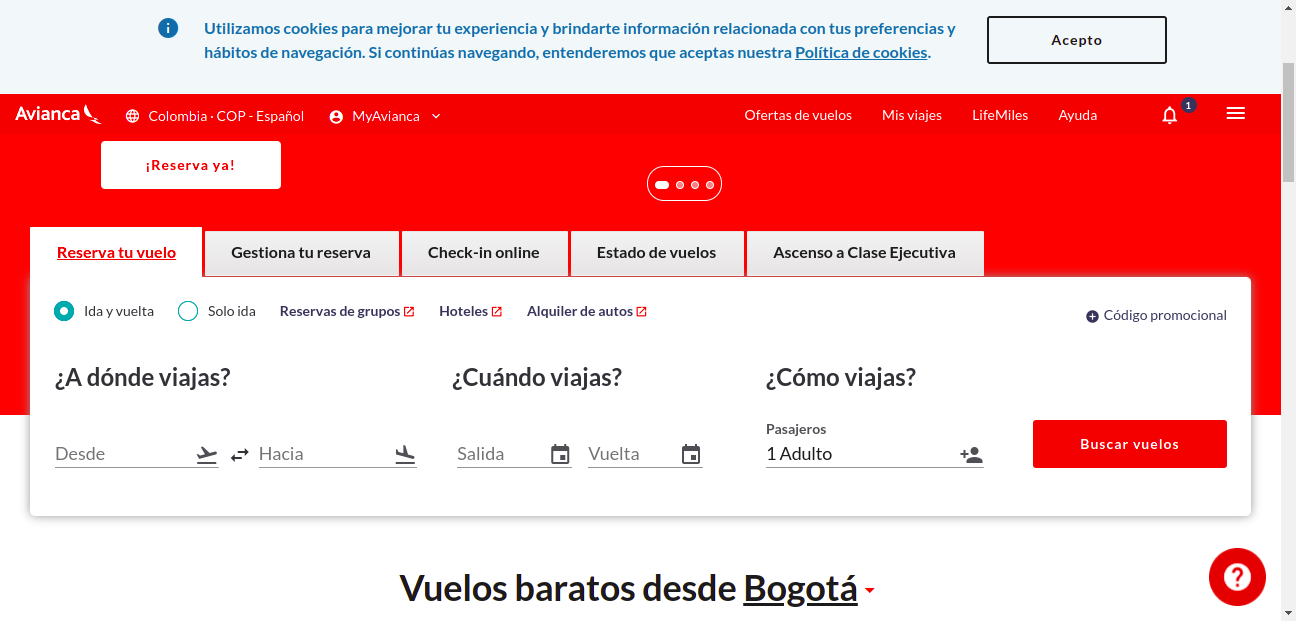 Utilizamos cookies para mejorar tu experiencia y brindarte información relacionada con tus preferencias y
hábitos de navegación. Si continúas navegando, entenderemos que aceptas nuestra Política de cookies.
Acepto
Avianca
Colombia · COP - Español
MyAvianca
Ofertas de vuelos
Mis viajes
LifeMiles
Ayuda
1
¡Reserva ya!
Reserva tu vuelo
Gestiona tu reserva
Check-in online
Estado de vuelos
Ascenso a Clase Ejecutiva
Ida y vuelta
Solo ida
Reservas de grupos
Hoteles
Alquiler de autos
Código promocional
¿A dónde viajas?
¿Cuándo viajas?
¿Cómo viajas?
Pasajeros
Desde
Hacia
Salida
Vuelta
1 Adulto
Buscar vuelos
Vuelos baratos desde Bogotá